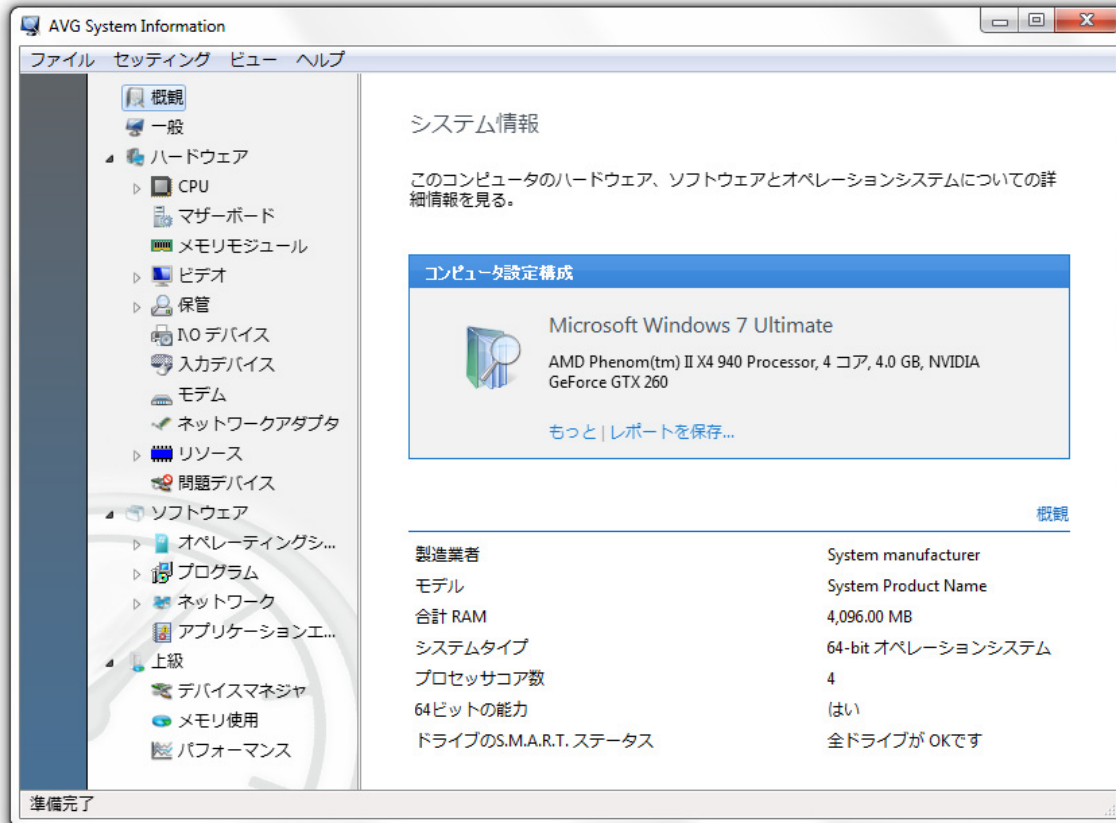 AVG System Information
ファイル セッティング ビュー ヘルプ
概観
一般
ハードウェア
CPU
マザーボード
メモリモジュール
ビデオ
保管
I\O デバイス
入力デバイス
モデム
ネットワークアダプタ
リソース
問題デバイス
ソフトウェア
オペレーティングシ...
プログラム
ネットワーク
アプリケーションエ...
上級
デバイスマネジャ
メモリ使用
パフォーマンス
システム情報
このコンピュータのハードウェア、ソフトウェアとオペレーションシステムについての詳
細情報を見る。
コンピュータ設定構成
Microsoft Windows 7 Ultimate
AMD Phenom(tm) II X4 940 Processor, 4 コア, 4.0 GB, NVIDIA
GeForce GTX 260
もっと | レポートを保存...
概観
製造業者 System manufacturer
モデル System Product Name
合計 RAM 4,096.00 MB
システムタイプ 64-bit オペレーションシステム
プロセッサコア数 4
64ビットの能力 はい
ドライブのS.M.A.R.T. ステータス 全ドライブが OKです
準備完了